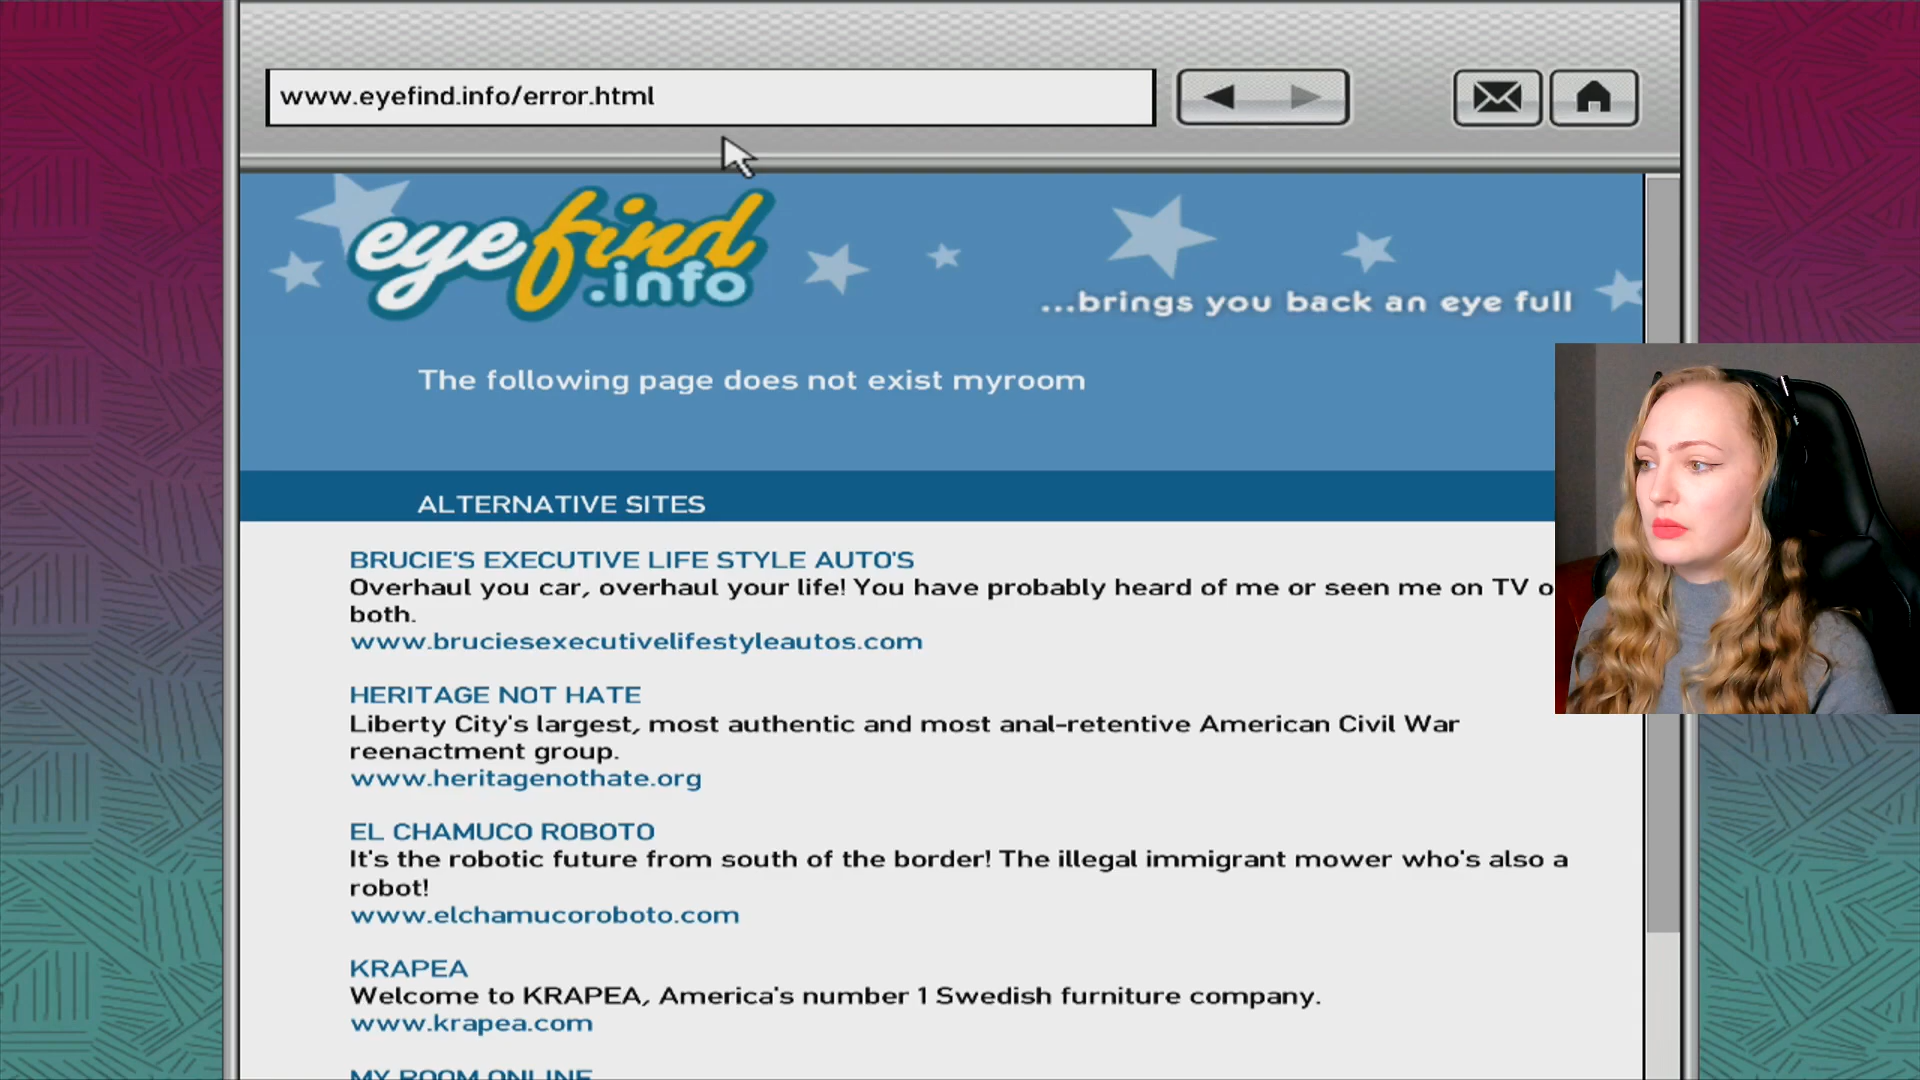 www.eyefind.info/error.html
eyefind
.info
...brings you back an eye full
The following page does not exist myroom
ALTERNATIVE SITES
BRUCIE'S EXECUTIVE LIFE STYLE AUTO'S
Overhaul you car, overhaul your life! You have probably heard of me or seen me on TV
both.
www.bruciesexecutivelifestyleautos.com
HERITAGE NOT HATE
Liberty City's largest, most authentic and most anal-retentive American Civil War
reenactment group.
www.heritagenothate.org
EL CHAMUCO ROBOTO
It's the robotic future from south of the border! The illegal immigrant mower who's also a
robot!
www.elchamucoroboto.com
KRAPEA
Welcome to KRAPEA, America's number 1 Swedish furniture company.
www.krapea.com
MY ROOM ONLINE